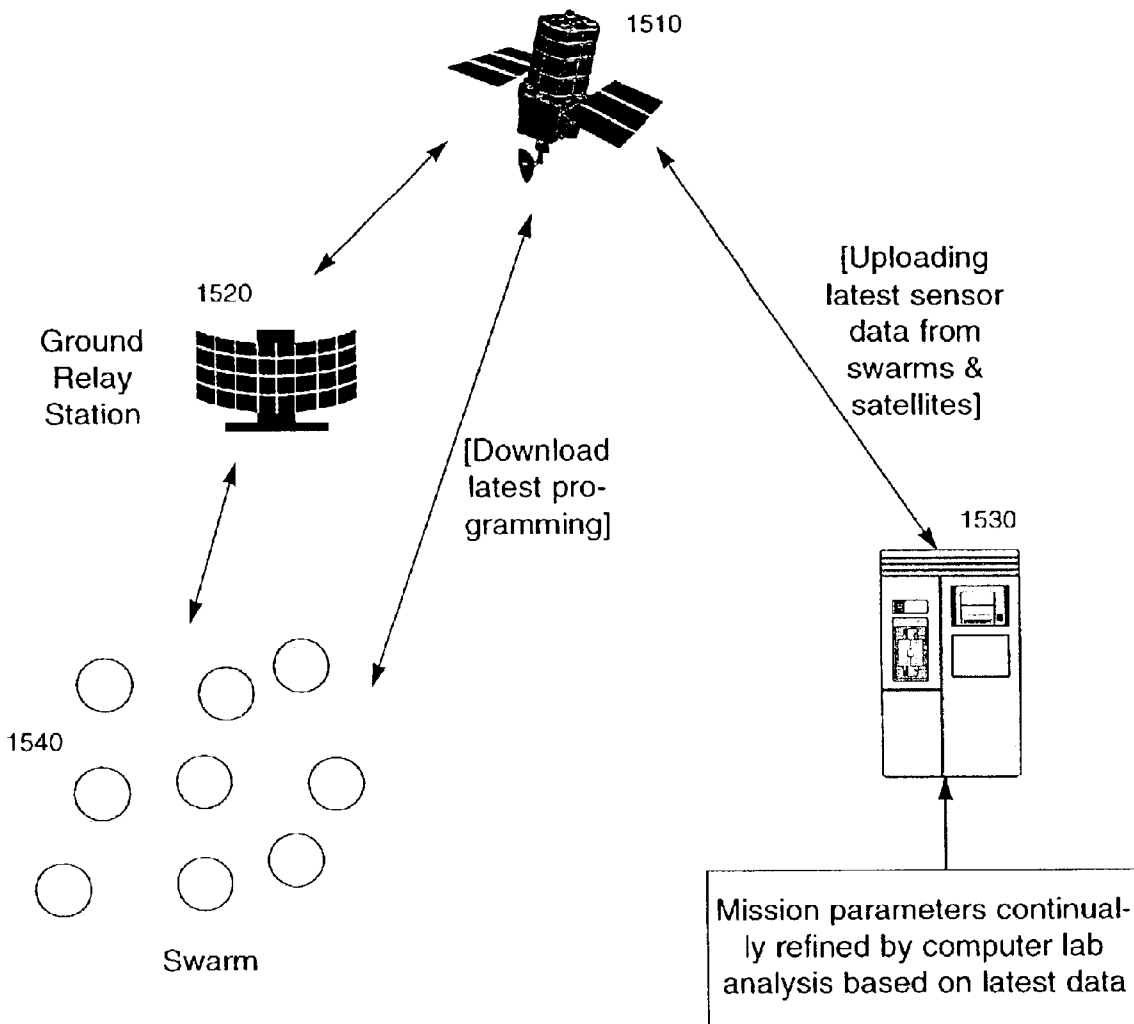 1510
1520
Ground
Relay
Station
[Uploading
latest sensor
data from
swarms &
satellites]
[Download
latest pro-
gramming]
1530
1540
Swarm
Mission parameters continual-
ly refined by computer lab
analysis based on latest data